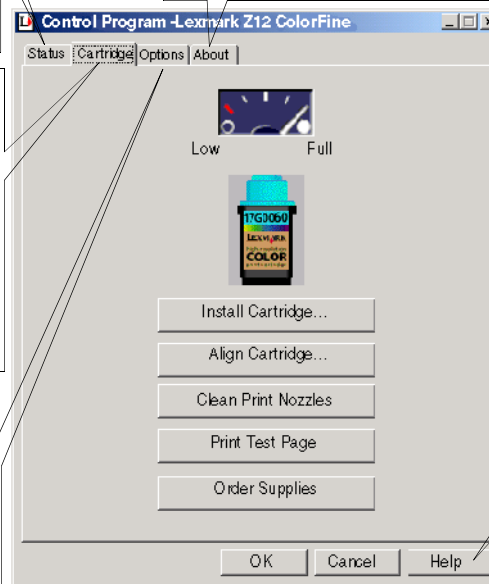 Control Program -Lexmark Z12 ColorFine
Status Cartridge Options About
Low Full
17G0060
LEXMARK
COLOR
Install Cartridge...
Align Cartridge...
Clean Print Nozzles
Print Test Page
Order Supplies
OK Cancel Help